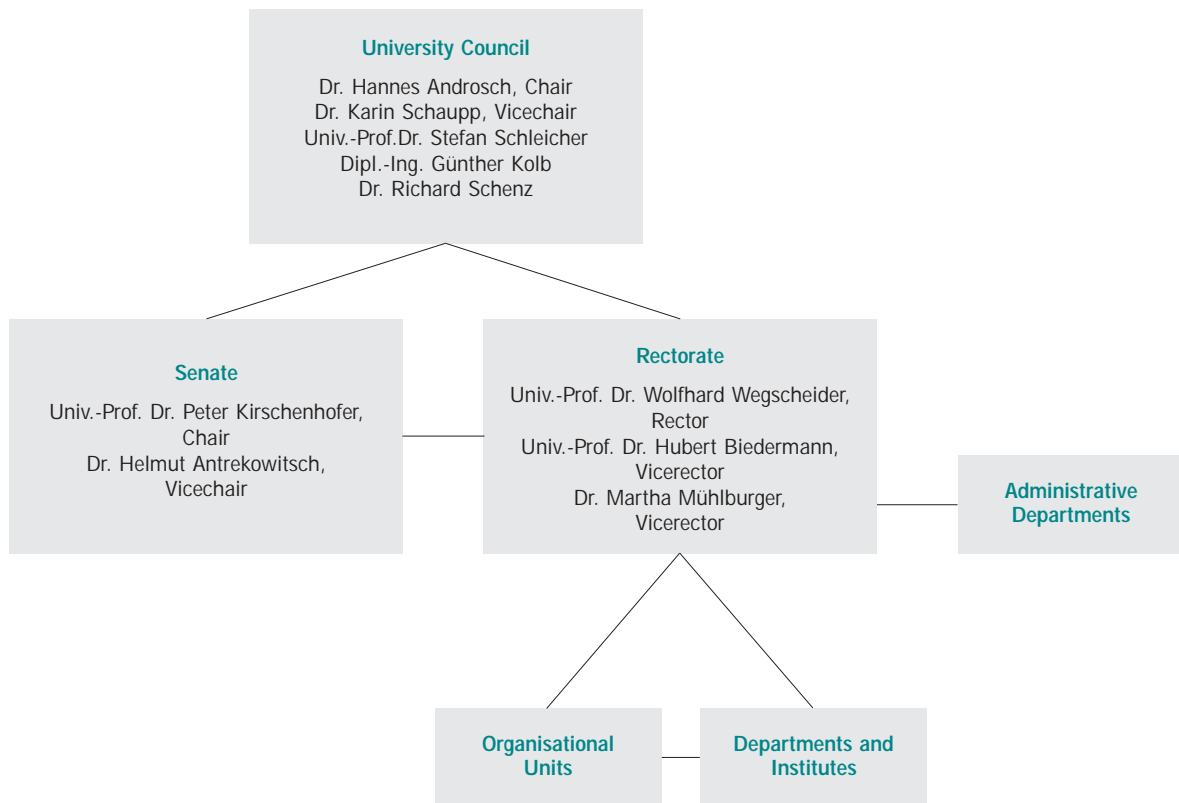 University Council
Dr. Hannes Androsch, Chair
Dr. Karin Schaupp, Vicechair
Univ.-Prof.Dr. Stefan Schleicher
Dipl.-Ing. Günther Kolb
Dr. Richard Schenz
Senate
Univ.-Prof. Dr. Peter Kirschenhofer,
Chair
Dr. Helmut Antrekowitsch,
Vicechair
Rectorate
Univ.-Prof. Dr. Wolfhard Wegscheider,
Rector
Univ.-Prof. Dr. Hubert Biedermann,
Vicerector
Dr. Martha Mühlburger,
Vicerector
Administrative
Departments
Organisational
Units
Departments and
Institutes